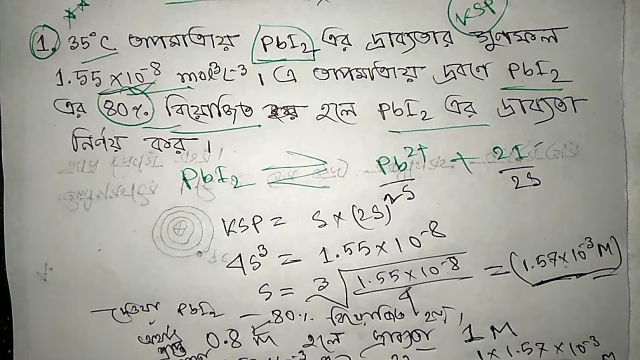 KSP
1. 35°C তাপমাত্রায় PbI2 এর দ্রাব্যতার গুণফল
1.55×10-8 mol3L-3। এ তাপমাত্রায় দ্রবণে PbI2
এর 80% বিয়োজিত হলে PbI2 এর দ্রাব্যতা
নির্ণয় কর।
PbI2 ⇌ Pb2+ + 2I-
2S
KSP = S×(2S)2
4S3 = 1.55×10-8
S = 3√1.55×10-8/4 = (1.57×10-3 M)
PbI2 - 80% বিয়োজিত হয়।
0.8 M হলে দ্রাব্যতা 1 M
1×1.57×10-3